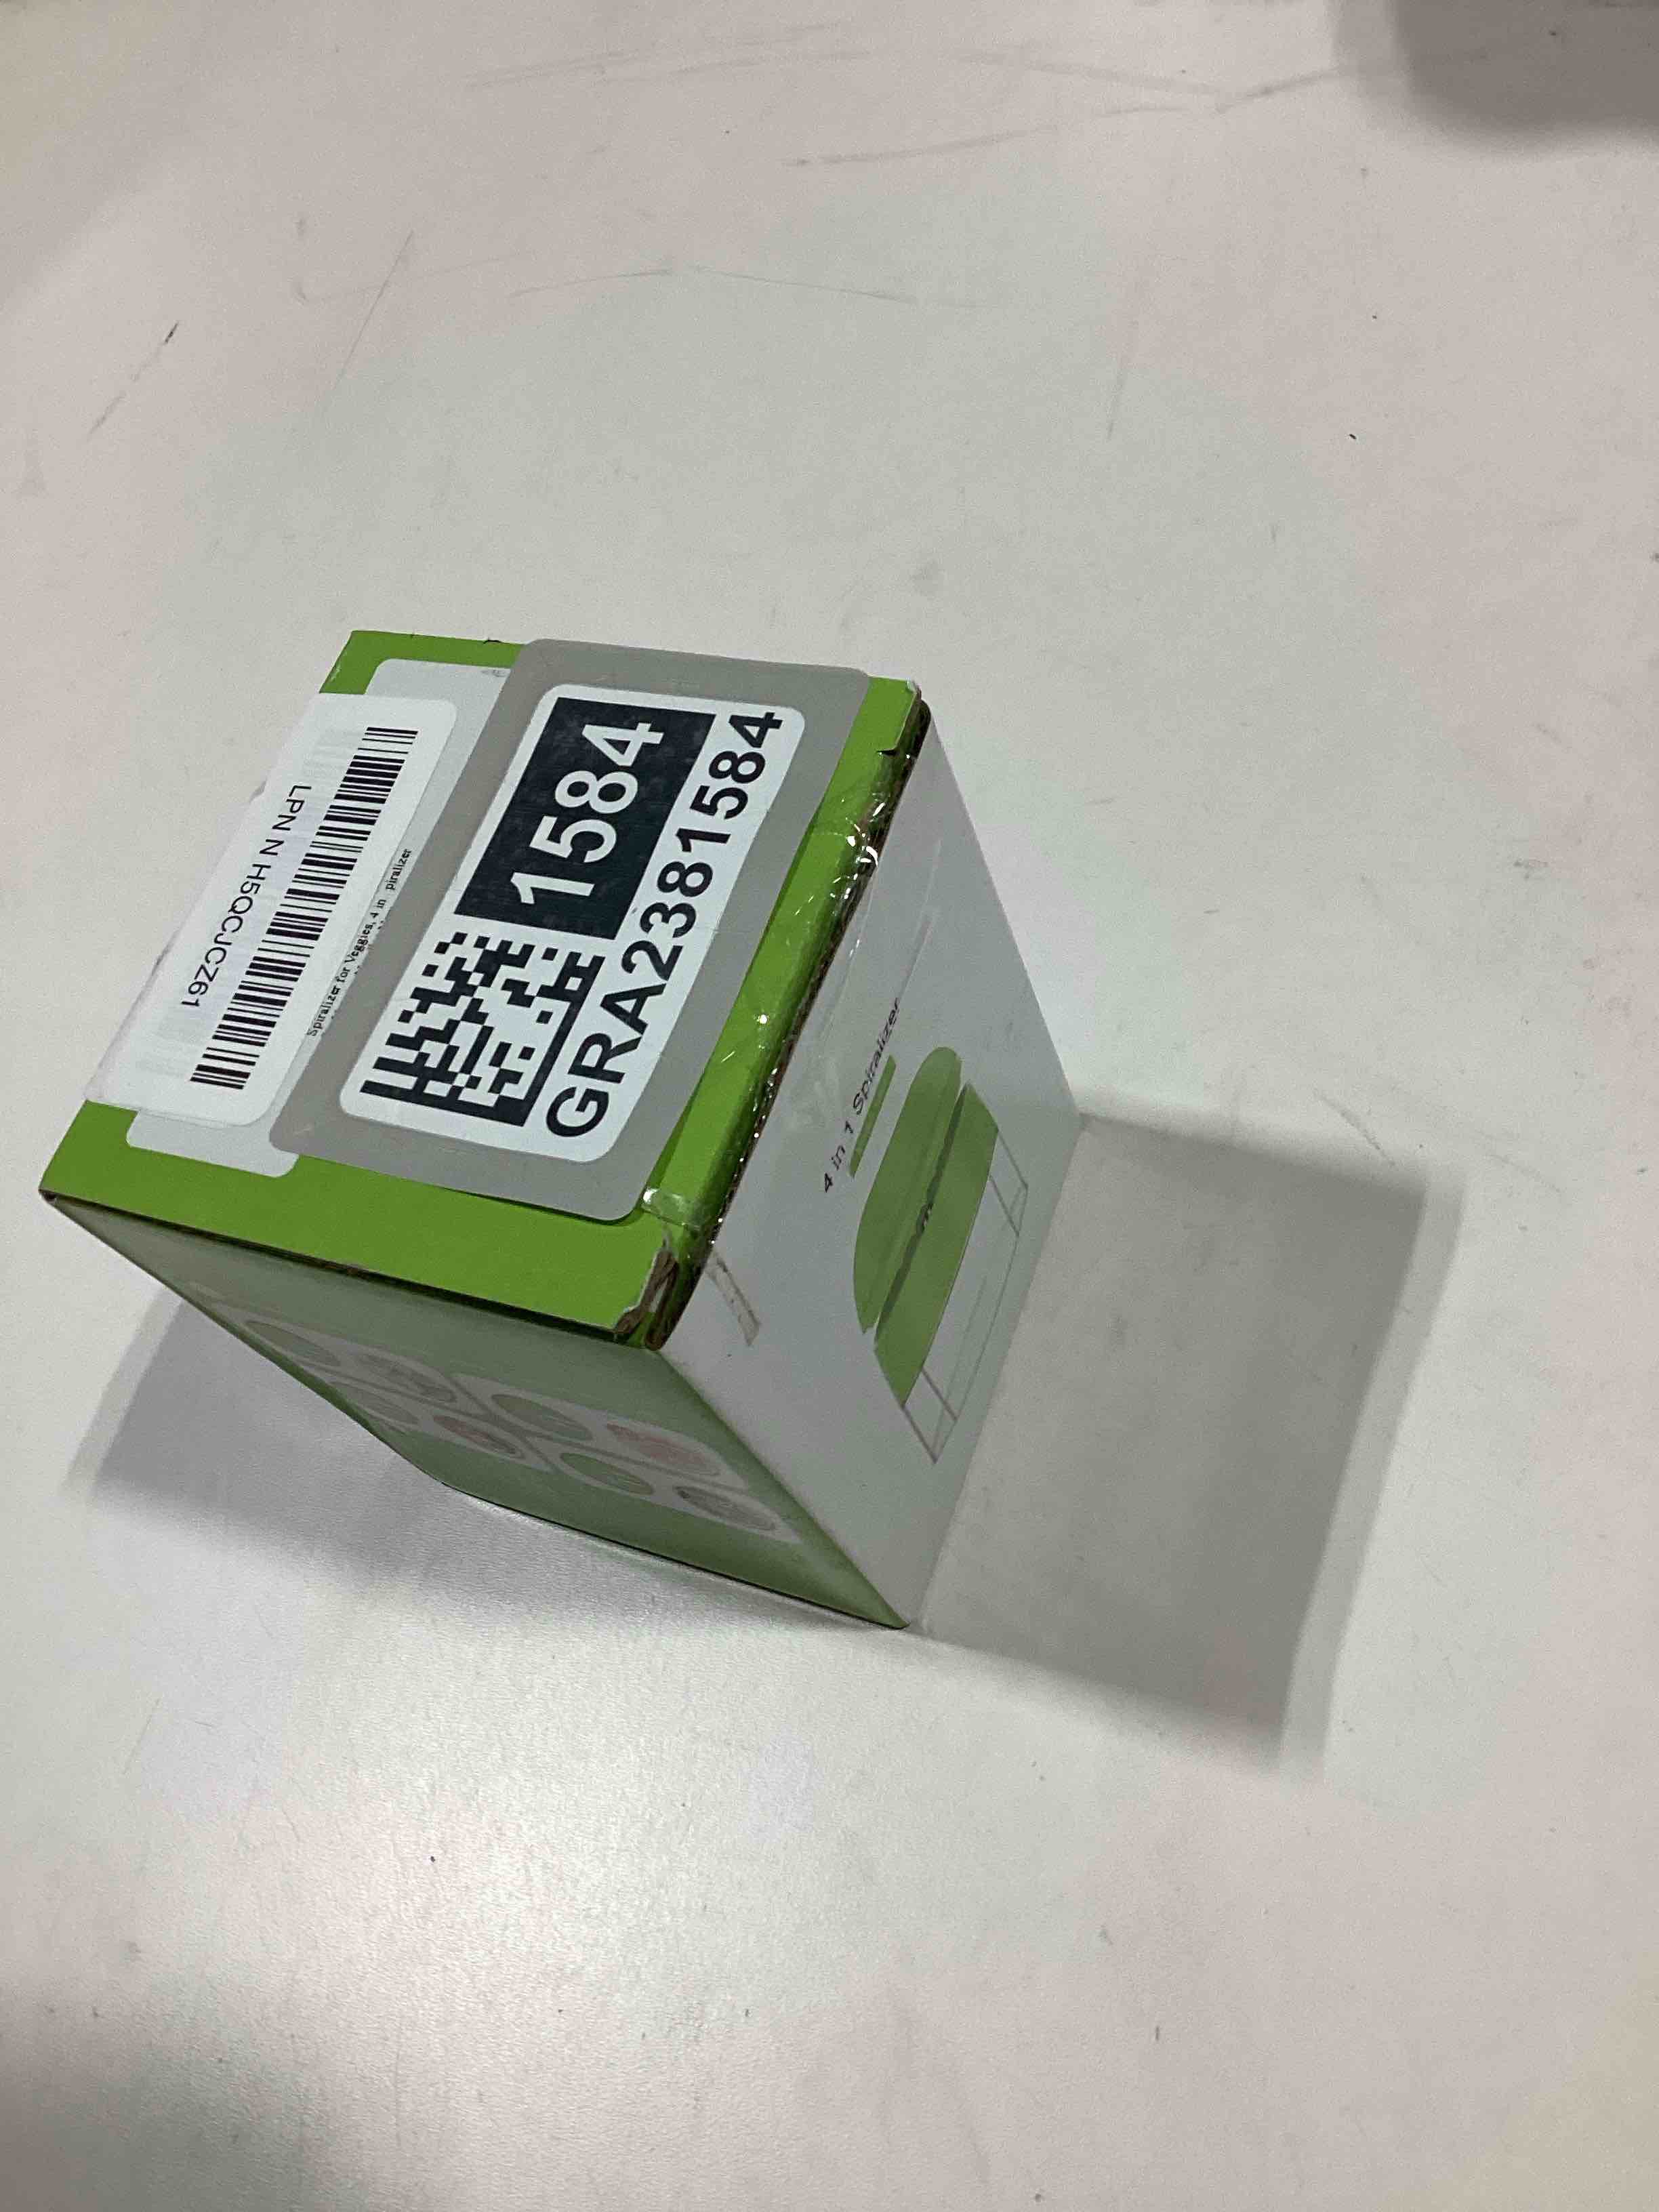 LPN N H5QCJCZ61
Spiralizer for Veggies, 4 in
piralizer
1584
GRA2381584
4 in 1 Spiralizer